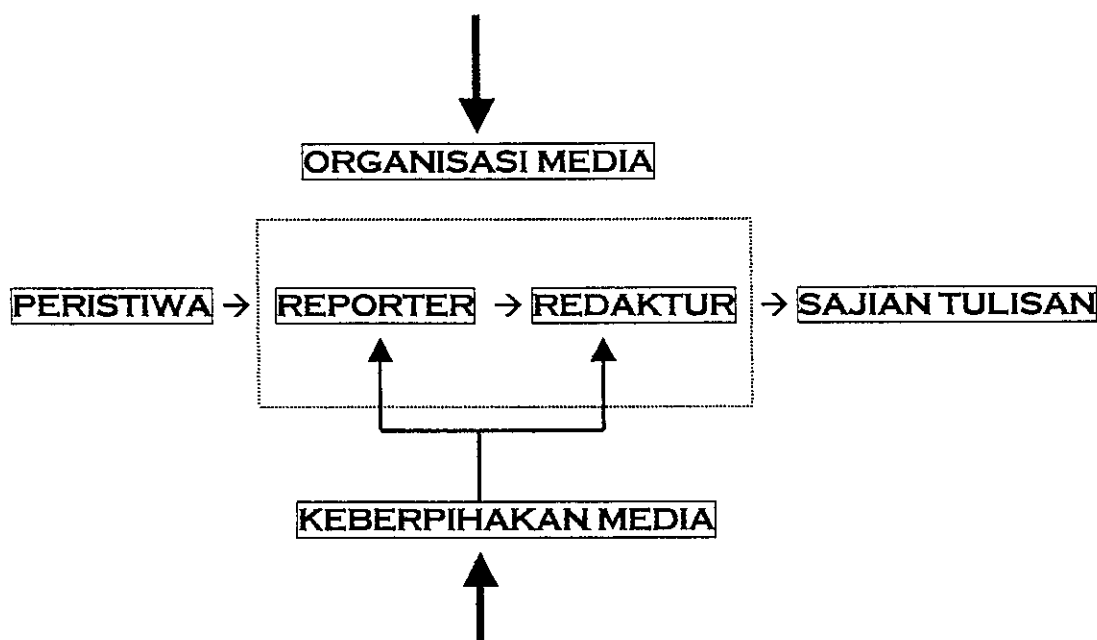 ORGANISASI MEDIA
PERISTIWA → REPORTER → REDAKTUR → SAJIAN TULISAN
KEBERPIHAKAN MEDIA